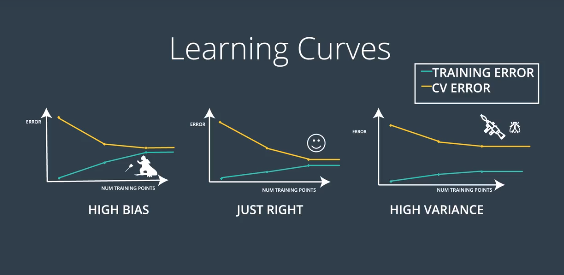 Learning Curves
TRAINING ERROR
CV ERROR
ERROR
NUM TRAINING POINTS
HIGH BIAS
ERROR
NUM TRAINING POINTS
JUST RIGHT
ERROR
NUM TRAINING POINTS
HIGH VARIANCE